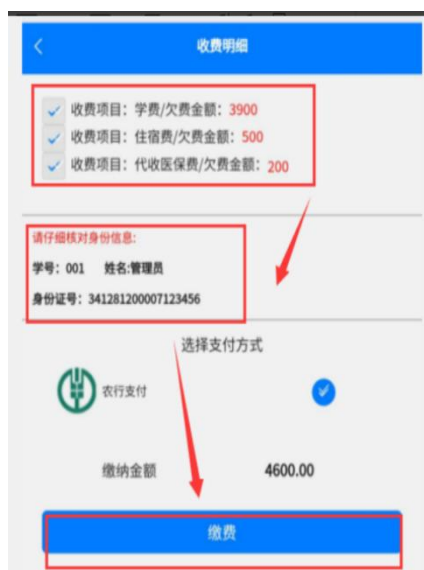 收费明细
收费项目：学费/欠费金额：3900
收费项目：住宿费/欠费金额：500
收费项目：代收医保费/欠费金额：200
请仔细核对身份信息:
学号：001 姓名:管理员
身份证号：341281200007123456
选择支付方式
农行支付
缴纳金额 4600.00
缴费